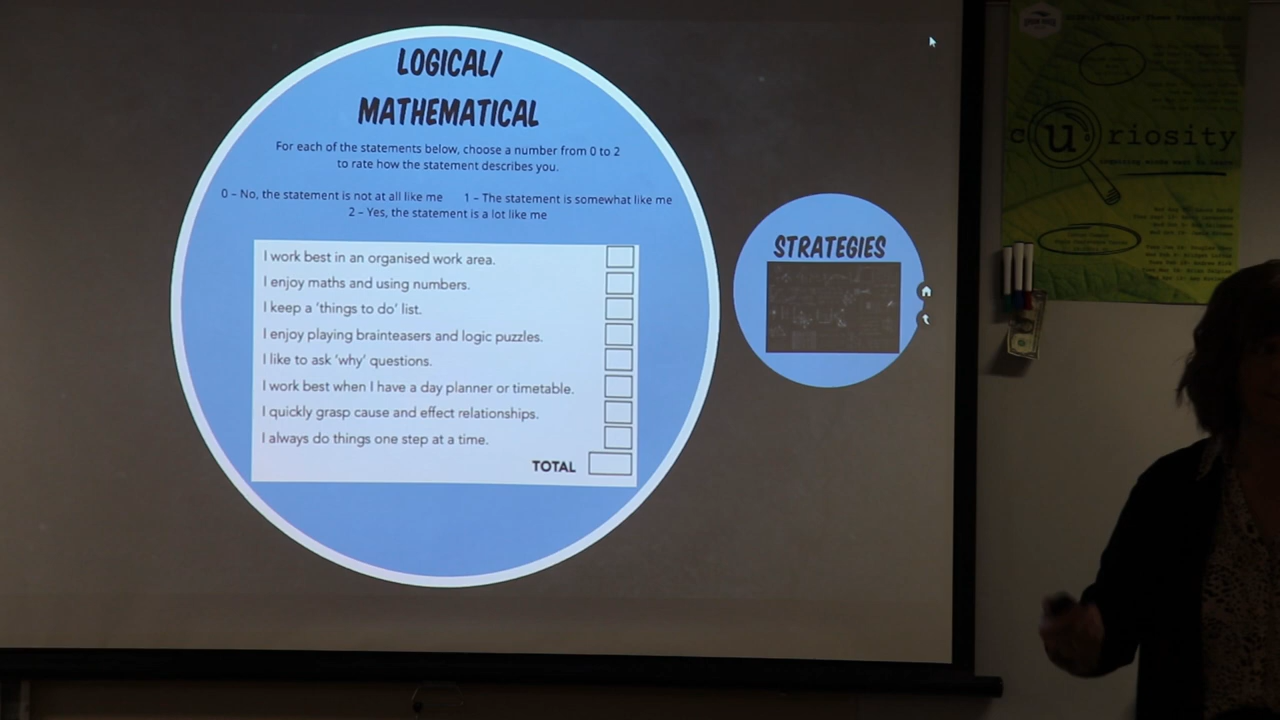 LOGICAL/
MATHEMATICAL
For each of the statements below, choose a number from 0 to 2
to rate how the statement describes you.
0 – No, the statement is not at all like me 1 – The statement is somewhat like me
2 – Yes, the statement is a lot like me
I work best in an organised work area.
I enjoy maths and using numbers.
I keep a 'things to do' list.
I enjoy playing brainteasers and logic puzzles.
I like to ask 'why' questions.
I work best when I have a day planner or timetable.
I quickly grasp cause and effect relationships.
I always do things one step at a time.
TOTAL
STRATEGIES
curiosity